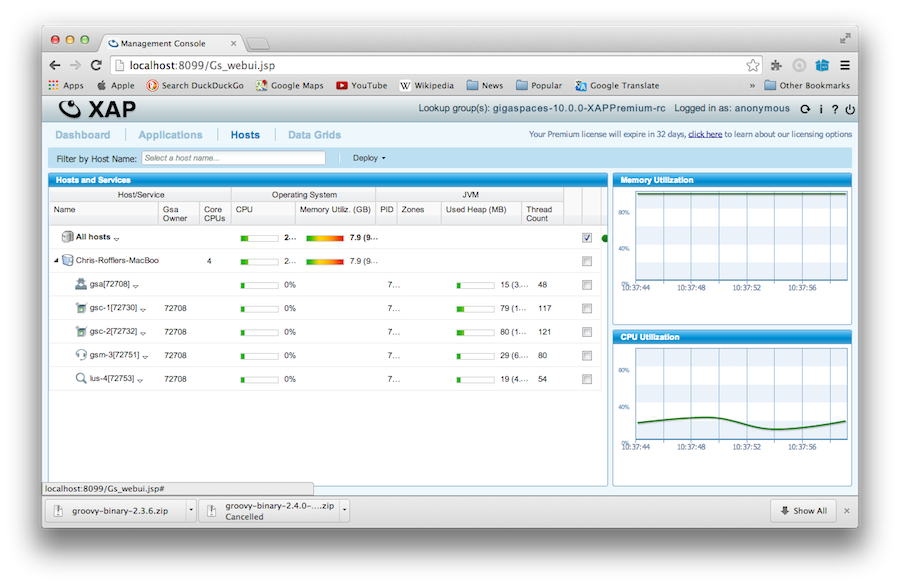 Management Console
localhost:8099/Gs_webui.jsp
Apps Apple Search DuckDuckGo Google Maps YouTube Wikipedia News Popular Google Translate » Other Bookmarks
XAP
Lookup group(s): gigaspaces-10.0.0-XAPPremium-rc Logged in as: anonymous
Dashboard Applications Hosts Data Grids
Your Premium license will expire in 32 days, click here to learn about our licensing options
Filter by Host Name: Select a host name... Deploy
Hosts and Services
Host/Service Operating System JVM
Name Gsa Owner Core CPUs CPU Memory Utiliz. (GB) PID Zones Used Heap (MB) Thread Count
All hosts 2... 7.9 (9...
Chris-Rofflers-MacBoo 4 2... 7.9 (9...
gsa[72708] 0% 7... 15 (3... 48
gsc-1[72730] 72708 0% 7... 79 (1... 117
gsc-2[72732] 72708 0% 7... 80 (1... 121
gsm-3[72751] 72708 0% 7... 29 (6... 80
lus-4[72753] 72708 0% 7... 19 (4... 54
Memory Utilization
80%
40%
0%
10:37:44 10:37:48 10:37:52 10:37:56
CPU Utilization
80%
40%
0%
10:37:44 10:37:48 10:37:52 10:37:56
localhost:8099/Gs_webui.jsp#
groovy-binary-2.3.6.zip
groovy-binary-2.4.0-....zip
Cancelled
Show All